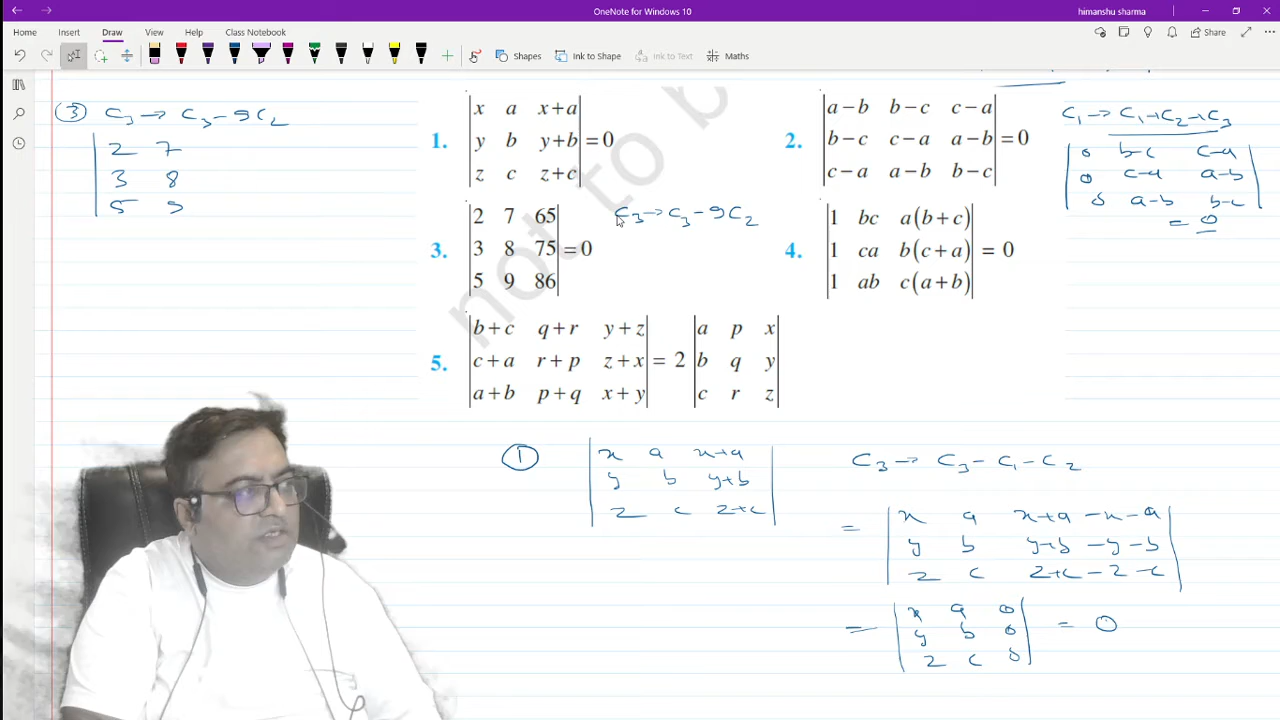 OneNote for Windows 10
himanshu sharma
Home Insert Draw View Class Notebook
Share
Shapes Ink to Shape Ink to Text Maths
③ C₃ → C₃ - 9C₂
2 7
3 8
5 9
1. |x a x+a|
|y b y+b| = 0
|z c z+c|
2. |a−b b−c c−a|
|b−c c−a a−b| = 0
|c−a a−b b−c|
C₁ → C₁+C₂+C₃
|0 b-c c-a|
|0 c-a a-b|
|0 a-b b-c|
= 0
3. |2 7 65|
|3 8 75| = 0
|5 9 86|
C₃ → C₃ - 9C₂
4. |1 bc a(b+c)|
|1 ca b(c+a)| = 0
|1 ab c(a+b)|
5. |b+c q+r y+z| |a p x|
|c+a r+p z+x| = 2 |b q y|
|a+b p+q x+y| |c r z|
not to b
① |x a x+a|
|y b y+b|
|z c z+c|
C₃ → C₃ - C₁ - C₂
= |x a x+a-x-a|
|y b y+b-y-b|
|z c z+c-z-c|
= |x a 0|
|y b 0| = 0
|z c 0|